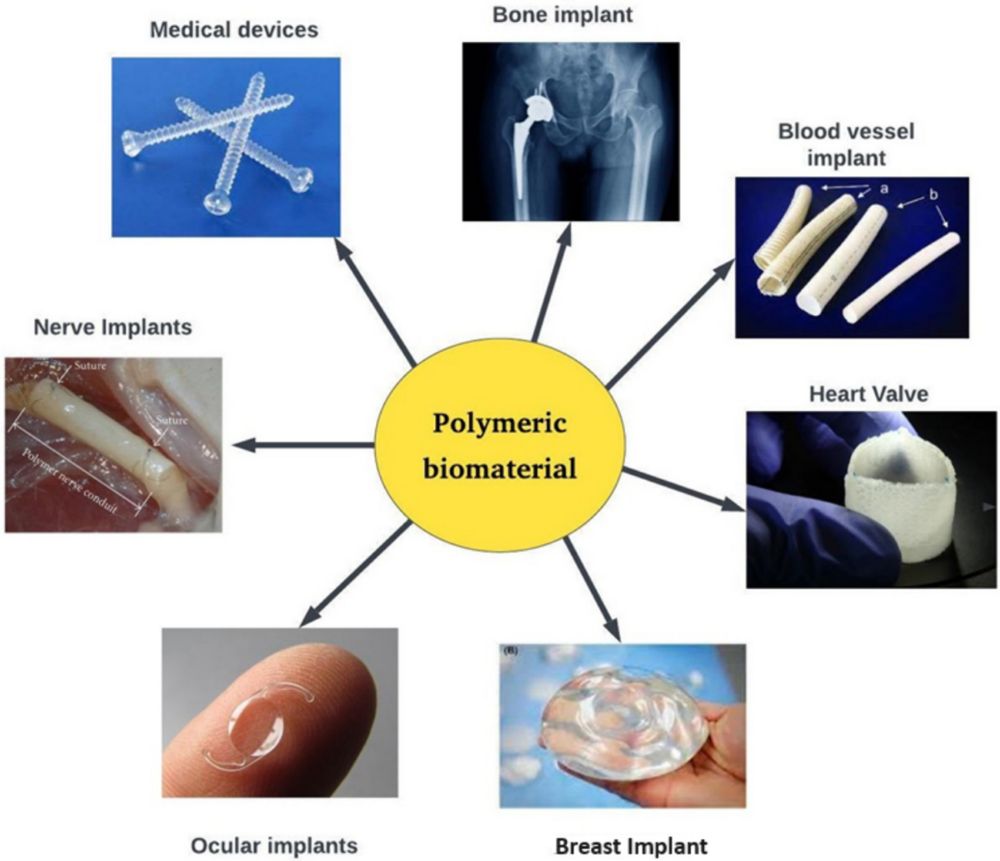 Bone implant
Medical devices
Blood vessel
implant
a
b
Nerve Implants
Suture
Suture
Polymer nerve conduit
Heart Valve
Polymeric
biomaterial
(B)
Ocular implants
Breast Implant